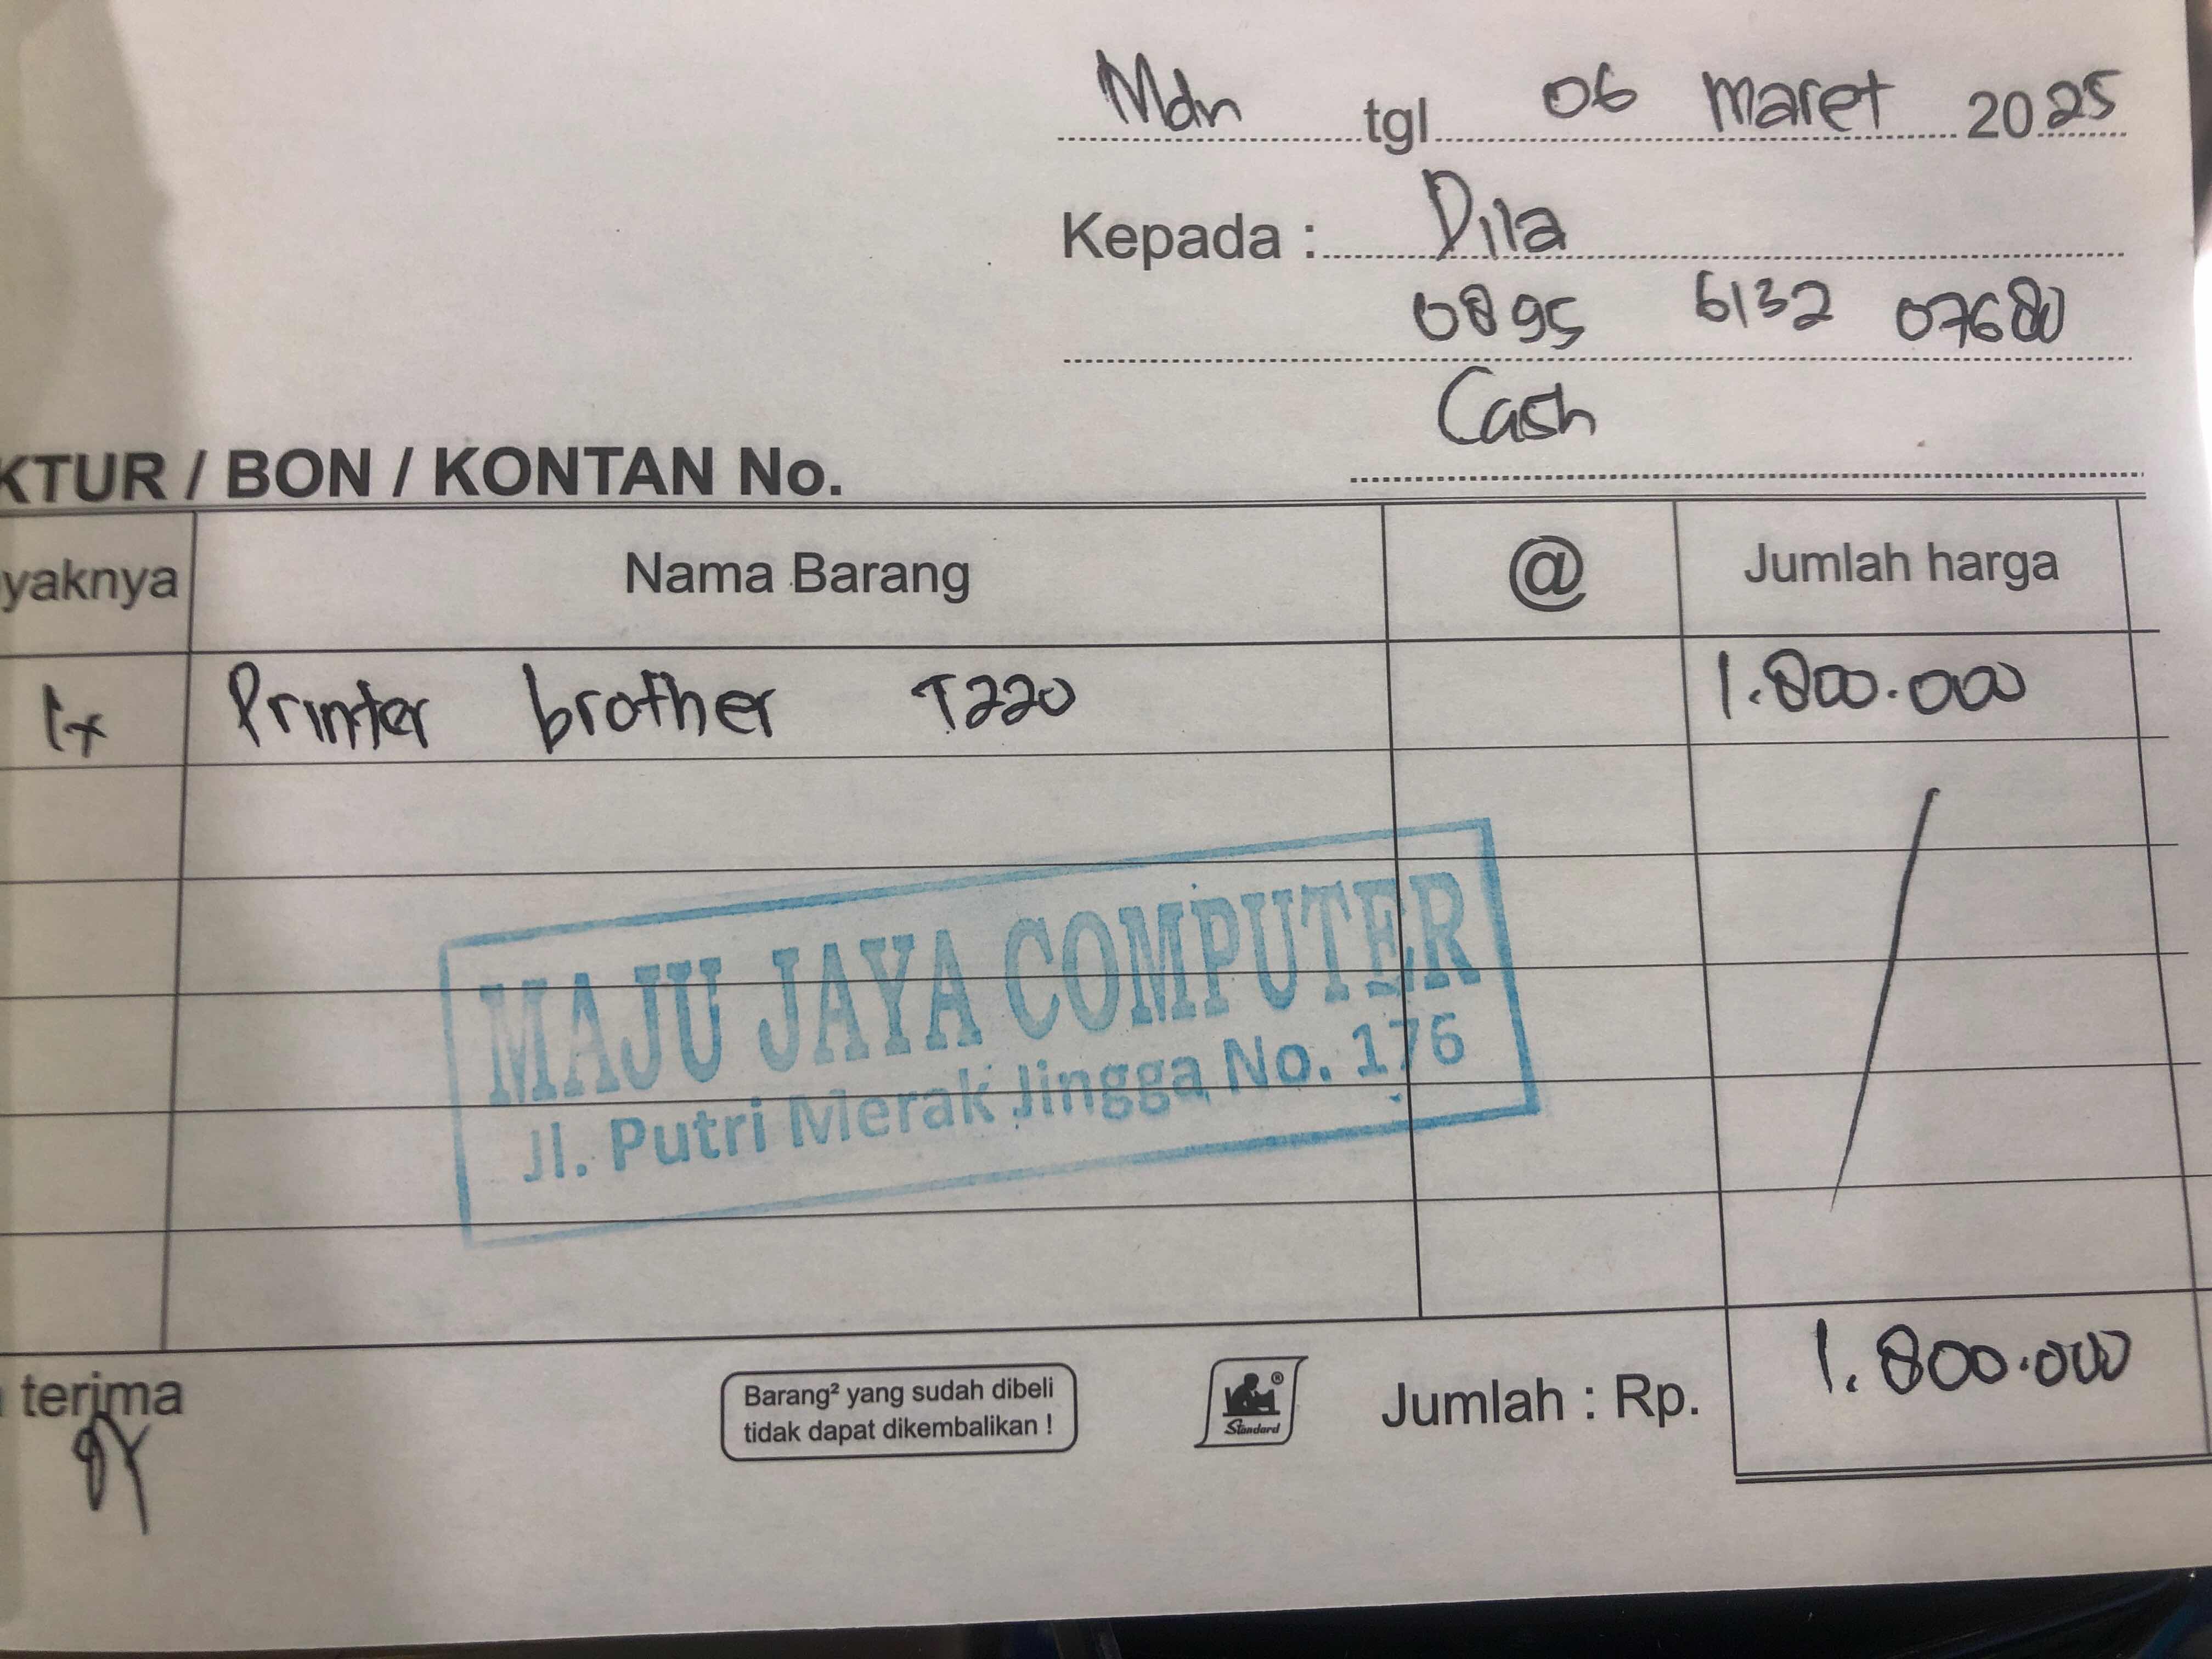 Mdn tgl 06 Maret 2025
Kepada : Dila
0895 6132 07680
Cash
KTUR / BON / KONTAN No.
yaknya Nama Barang @ Jumlah harga
1x Printer brother T220 1.800.000
MAJU JAYA COMPUTER
Jl. Putri Merak Jingga No. 176
terima
Barang² yang sudah dibeli
tidak dapat dikembalikan !
® Standard
Jumlah : Rp. 1.800.000